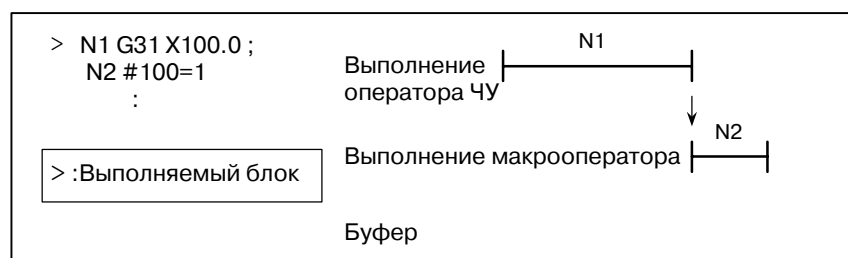 > N1 G31 X100.0 ;
N2 #100=1
:
> :Выполняемый блок
N1
Выполнение
оператора ЧУ
N2
Выполнение макрооператора
Буфер